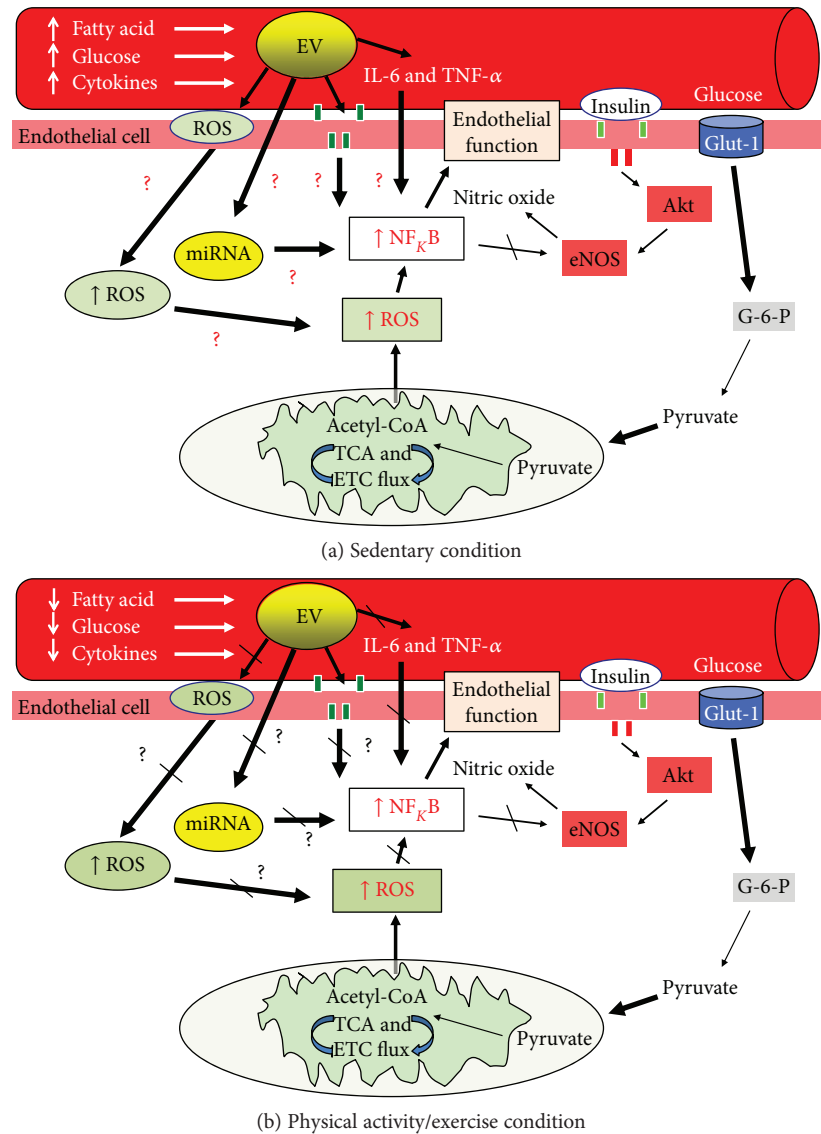 ↑ Fatty acid
↑ Glucose
↑ Cytokines
EV
IL-6 and TNF-α
Endothelial cell
ROS
Endothelial
function
Insulin
Glucose
Glut-1
?
?
?
?
Nitric oxide
Akt
miRNA
?
↑ NF_KB
eNOS
↑ ROS
?
↑ ROS
G-6-P
Pyruvate
Acetyl-CoA
TCA and
ETC flux
Pyruvate
(a) Sedentary condition
↓ Fatty acid
↓ Glucose
↓ Cytokines
EV
IL-6 and TNF-α
Endothelial cell
ROS
Endothelial
function
Insulin
Glucose
Glut-1
?
?
?
Nitric oxide
Akt
miRNA
?
↑ NF_KB
eNOS
↑ ROS
?
↑ ROS
G-6-P
Pyruvate
Acetyl-CoA
TCA and
ETC flux
Pyruvate
(b) Physical activity/exercise condition